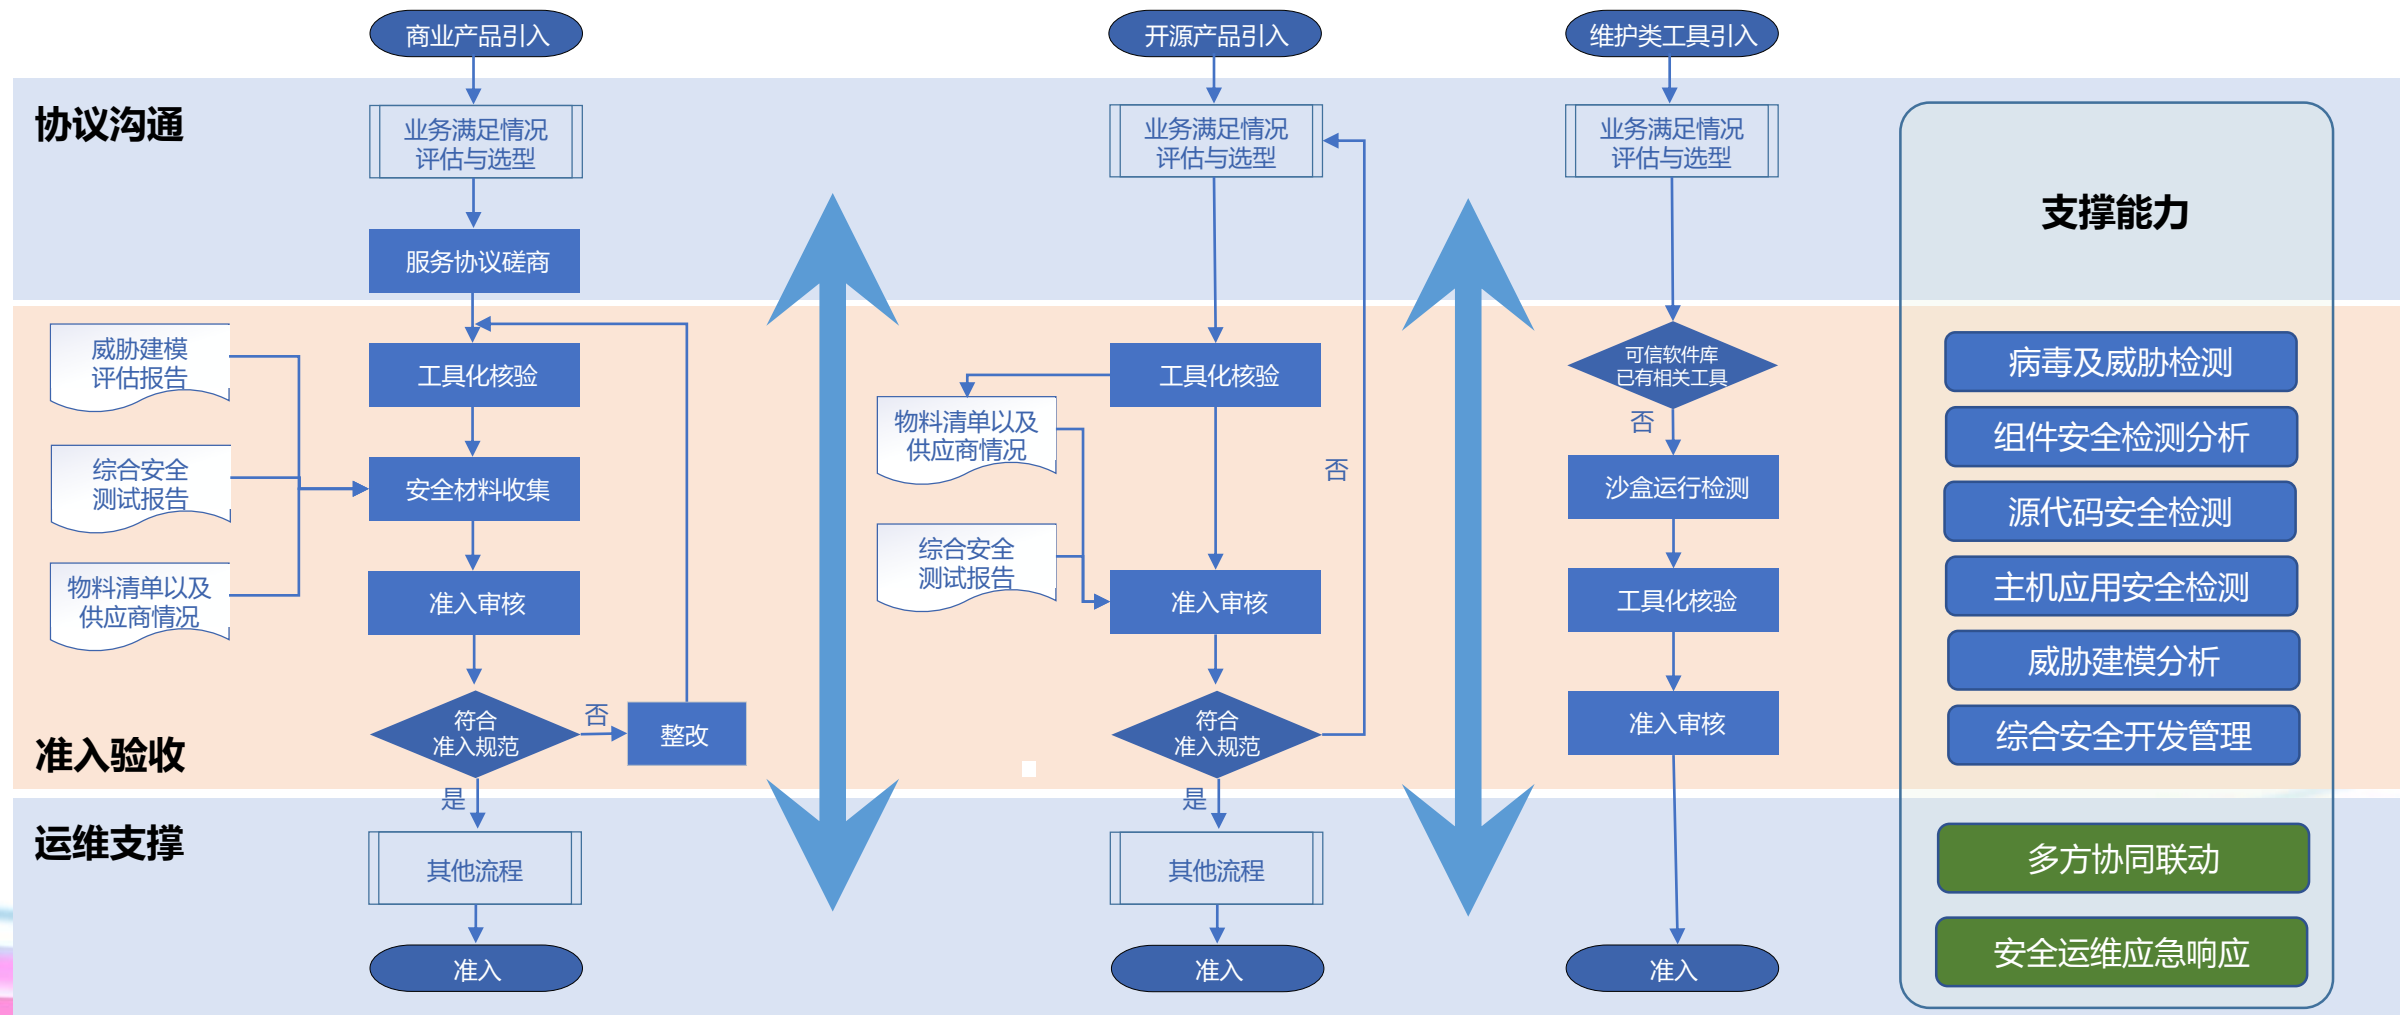 商业产品引入
开源产品引入
维护类工具引入
协议沟通
业务满足情况
评估与选型
服务协议磋商
业务满足情况
评估与选型
业务满足情况
评估与选型
支撑能力
威胁建模
评估报告
综合安全
测试报告
物料清单以及
供应商情况
工具化核验
安全材料收集
准入审核
符合
准入规范
否
整改
是
准入验收
工具化核验
物料清单以及
供应商情况
综合安全
测试报告
准入审核
符合
准入规范
否
是
可信软件库
已有相关工具
否
沙盒运行检测
工具化核验
准入审核
病毒及威胁检测
组件安全检测分析
源代码安全检测
主机应用安全检测
威胁建模分析
综合安全开发管理
运维支撑
其他流程
准入
其他流程
准入
准入
多方协同联动
安全运维应急响应